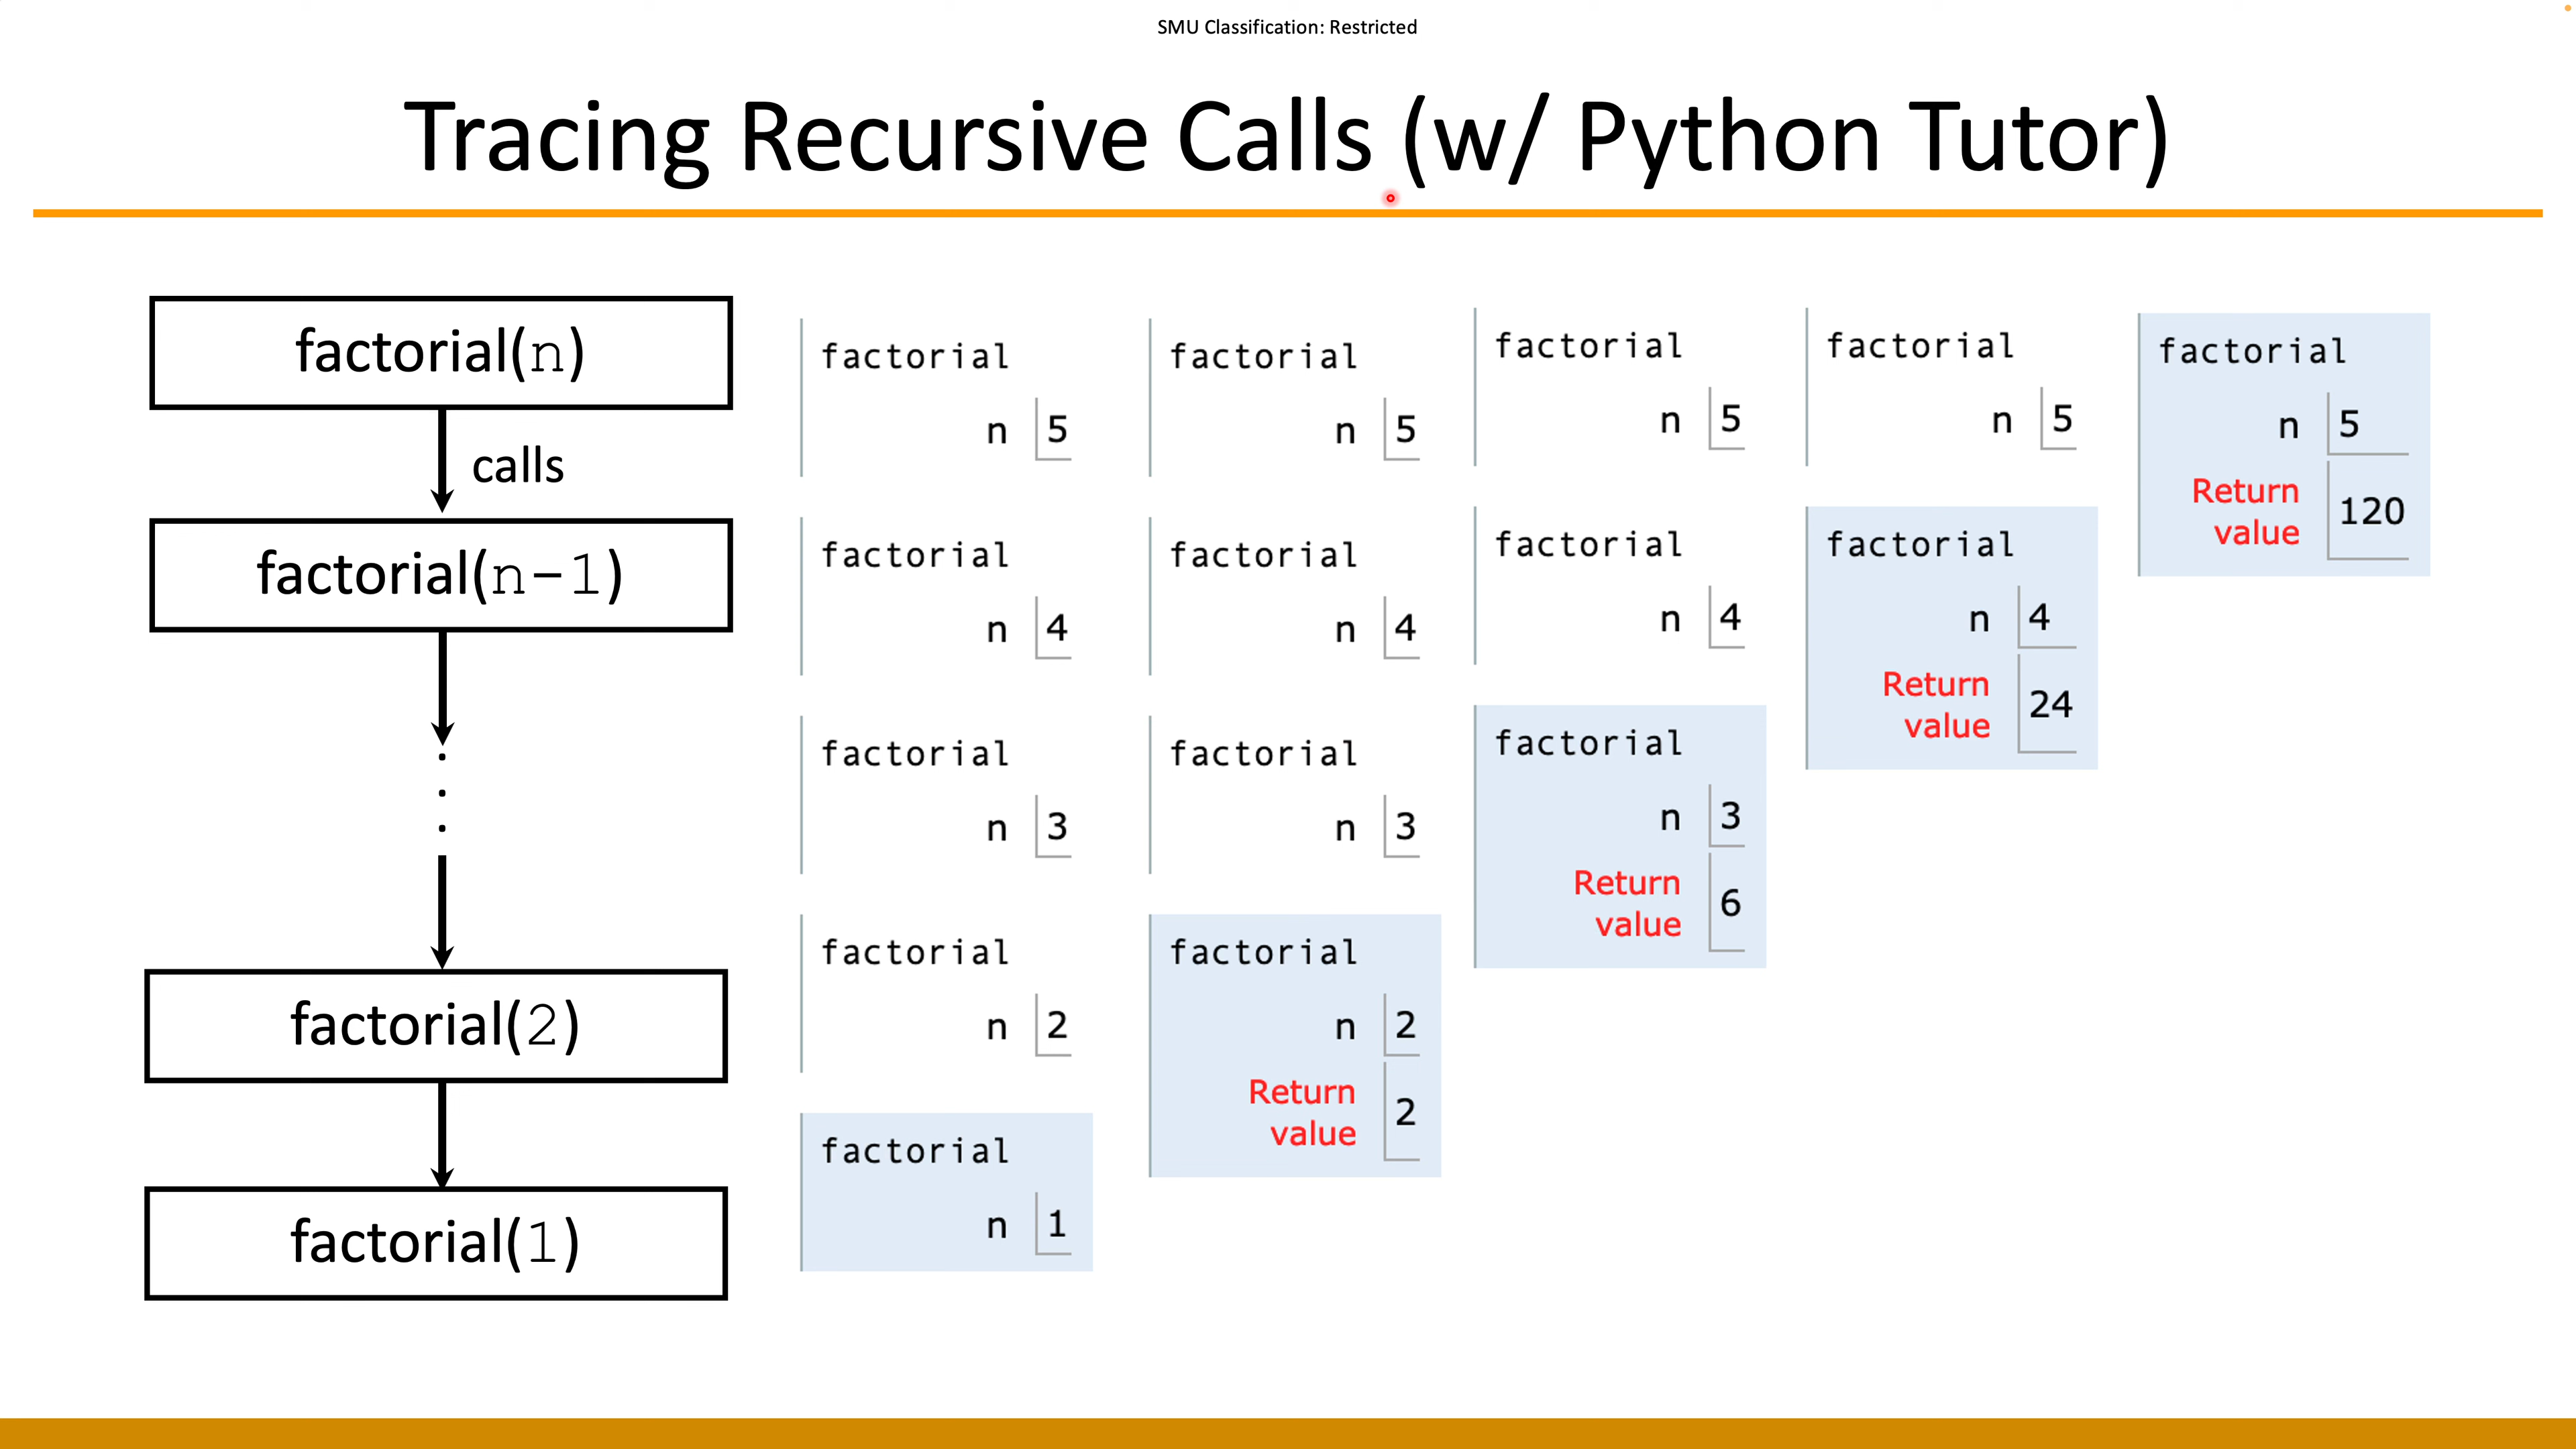 SMU Classification: Restricted
Tracing Recursive Calls (w/ Python Tutor)
factorial(n)
calls
factorial(n-1)
.
.
.
factorial(2)
factorial(1)
factorial
n 5
factorial
n 4
factorial
n 3
factorial
n 2
factorial
n 1
factorial
n 5
factorial
n 4
factorial
n 3
factorial
n 2
Return
value 2
factorial
n 5
factorial
n 4
factorial
n 3
Return
value 6
factorial
n 5
factorial
n 4
Return
value 24
factorial
n 5
Return
value 120